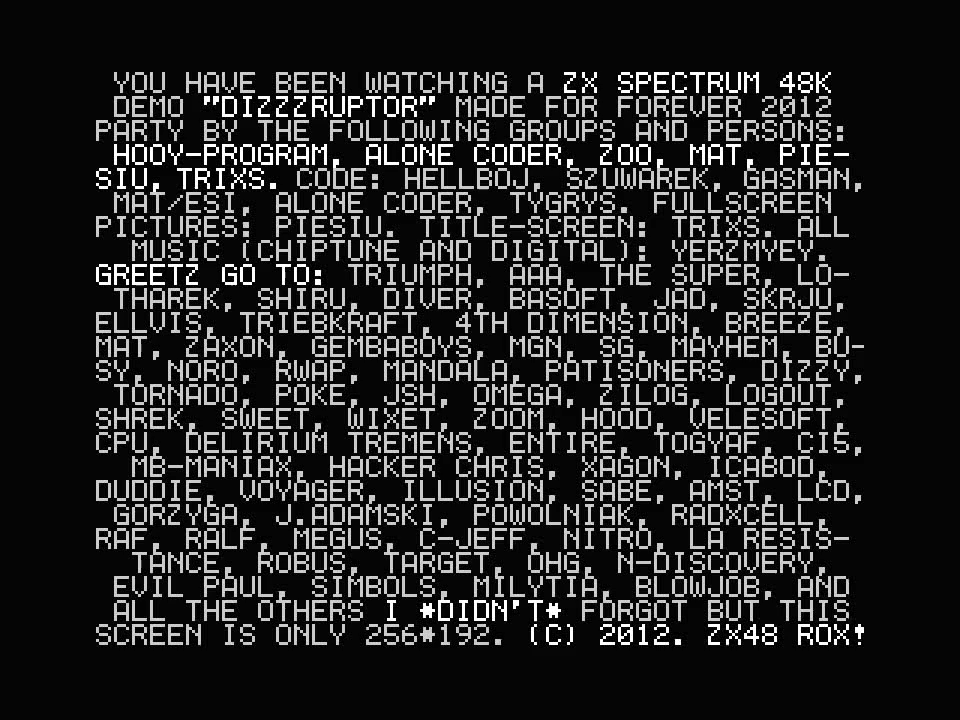 YOU HAVE BEEN WATCHING A ZX SPECTRUM 48K
DEMO "DIZZZRUPTOR" MADE FOR FOREVER 2012
PARTY BY THE FOLLOWING GROUPS AND PERSONS:
HOOY-PROGRAM, ALONE CODER, ZOO, MAT, PIE-
SIU, TRIXS. CODE: HELLBOJ, SZUWAREK, GASMAN,
MAT/ESI, ALONE CODER, TYGRYS. FULLSCREEN
PICTURES: PIESIU. TITLE-SCREEN: TRIXS. ALL
MUSIC (CHIPTUNE AND DIGITAL): YERZMYEY.
GREETZ GO TO: TRIUMPH, AAA, THE SUPER, LO-
THAREK, SHIRU, DIVER, BASOFT, JAD, SKRJU,
ELLVIS, TRIEBKRAFT, 4TH DIMENSION, BREEZE,
MAT, ZAXON, GEMBABOYS, MGN, SG, MAYHEM, BU-
SY, NORO, RWAP, MANDALA, PATISONERS, DIZZY,
TORNADO, POKE, JSH, OMEGA, ZILOG, LOGOUT,
SHREK, SWEET, WIXET, ZOOM, HOOD, VELESOFT,
CPU, DELIRIUM TREMENS, ENTIRE, TOGYAF, CI5,
MB-MANIAX, HACKER CHRIS, XAGON, ICABOD,
DUDDIE, VOYAGER, ILLUSION, SABE, AMST, LCD,
GORZYGA, J.ADAMSKI, POWOLNIAK, RADXCELL,
RAF, RALF, MEGUS, C-JEFF, NITRO, LA RESIS-
TANCE, ROBUS, TARGET, OHG, N-DISCOVERY,
EVIL PAUL, SIMBOLS, MILYTIA, BLOWJOB, AND
ALL THE OTHERS I *DIDN'T* FORGOT BUT THIS
SCREEN IS ONLY 256*192. (C) 2012. ZX48 ROX!